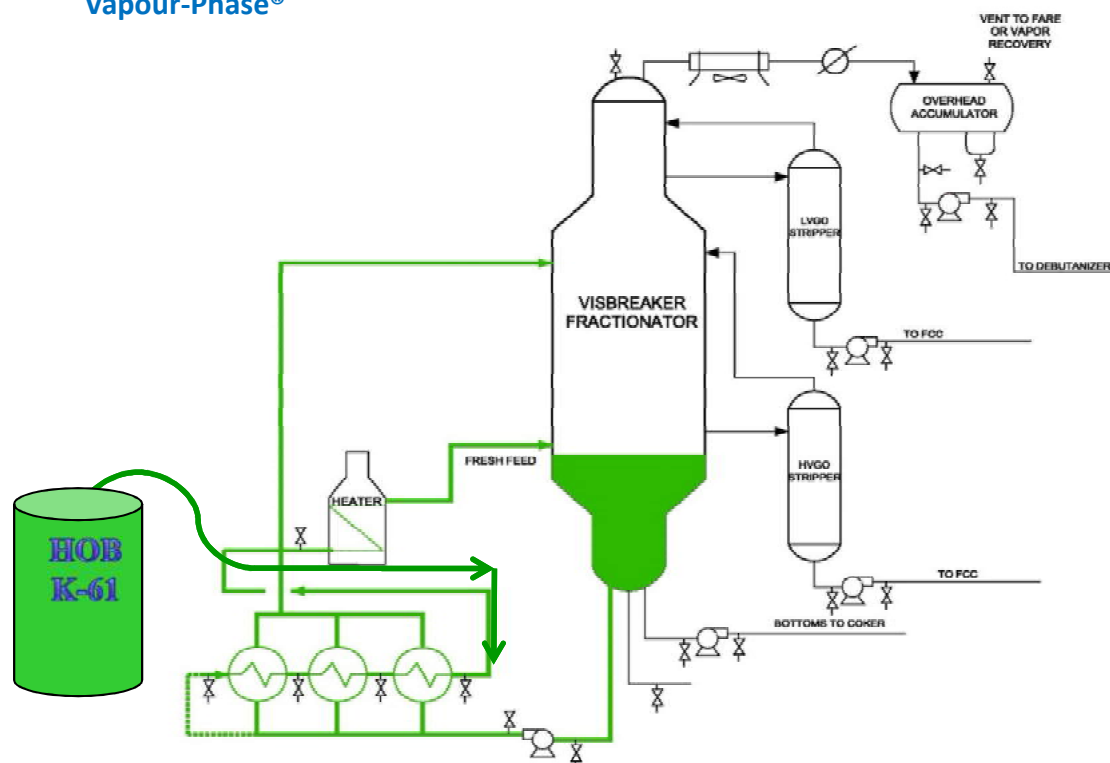 Vapour-Phase®
VENT TO FARE
OR VAPOR
RECOVERY
OVERHEAD
ACCUMULATOR
LVGO
STRIPPER
TO DEBUTANIZER
VISBREAKER
FRACTIONATOR
TO FCC
FRESH FEED
HEATER
HVGO
STRIPPER
HOB
K-61
TO FCC
BOTTOMS TO COKER